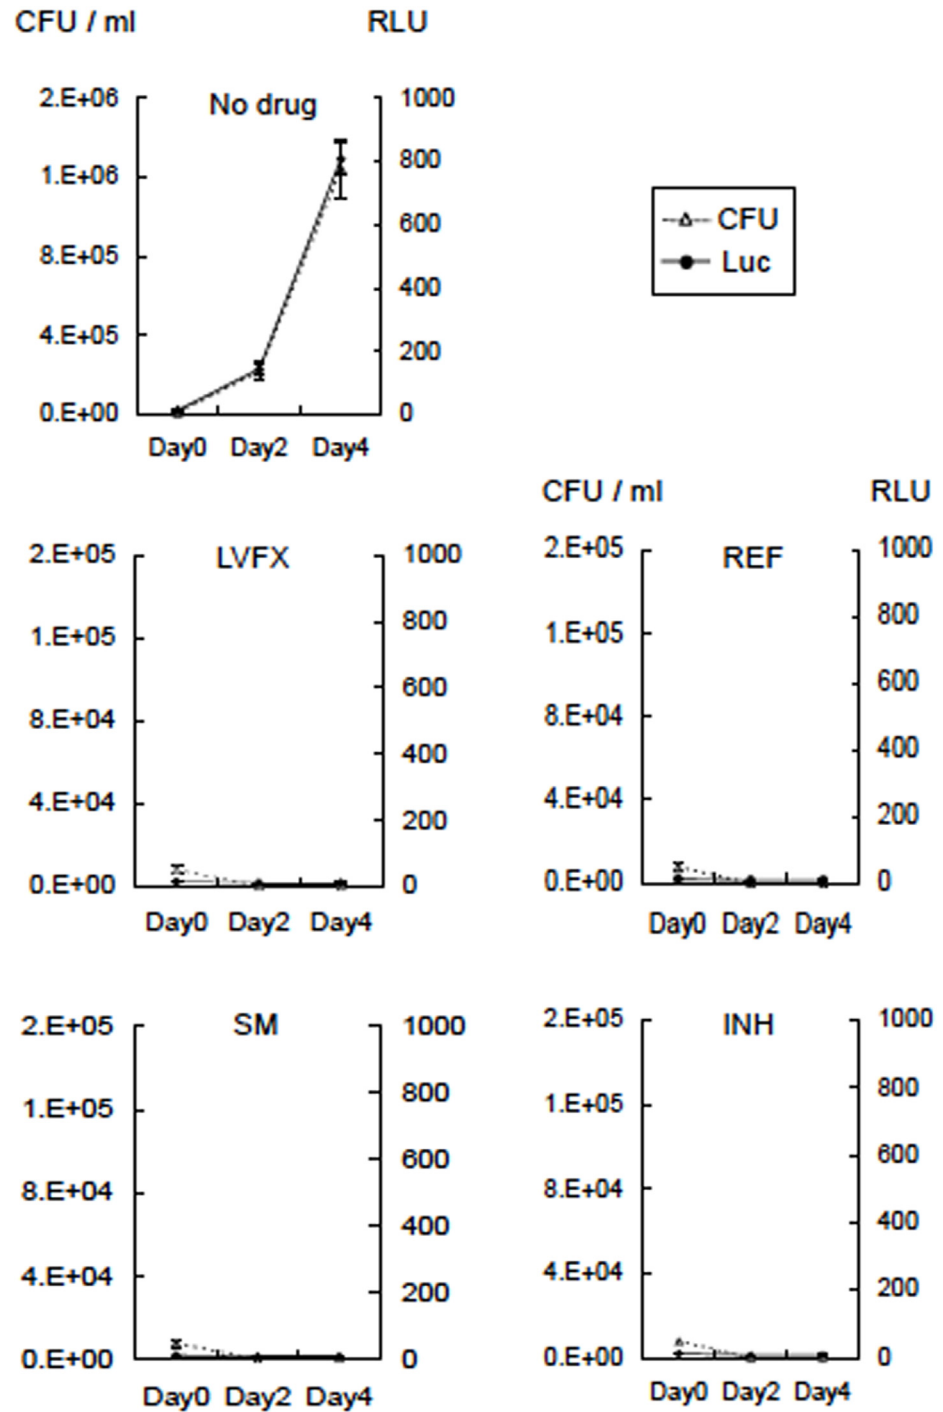 CFU / ml RLU
No drug
2.E+06 1000
1.E+06 800
8.E+05 600
4.E+05 400
0.E+00 200
0
Day0 Day2 Day4
CFU
Luc
CFU / ml RLU
LVFX
2.E+05 1000
1.E+05 800
8.E+04 600
4.E+04 400
0.E+00 200
0
Day0 Day2 Day4
REF
2.E+05 1000
1.E+05 800
8.E+04 600
4.E+04 400
0.E+00 200
0
Day0 Day2 Day4
SM
2.E+05 1000
1.E+05 800
8.E+04 600
4.E+04 400
0.E+00 200
0
Day0 Day2 Day4
INH
2.E+05 1000
1.E+05 800
8.E+04 600
4.E+04 400
0.E+00 200
0
Day0 Day2 Day4